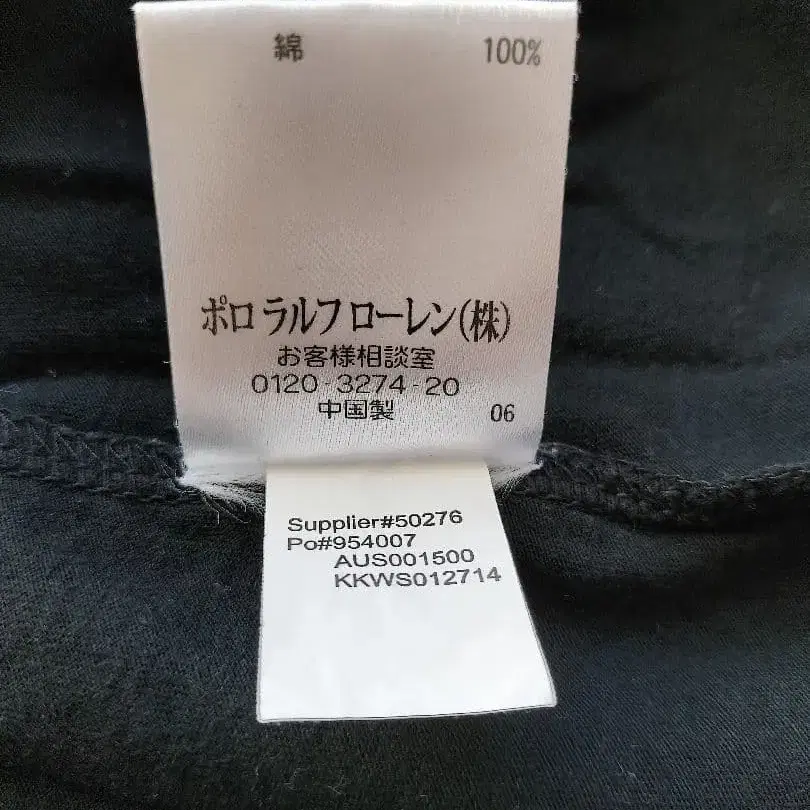 綿 100%
ポロ ラルフ ローレン(株)
お客様相談室
0120-3274-20
中国製 06
Supplier#50276
Po#954007
AUS001500
KKWS012714